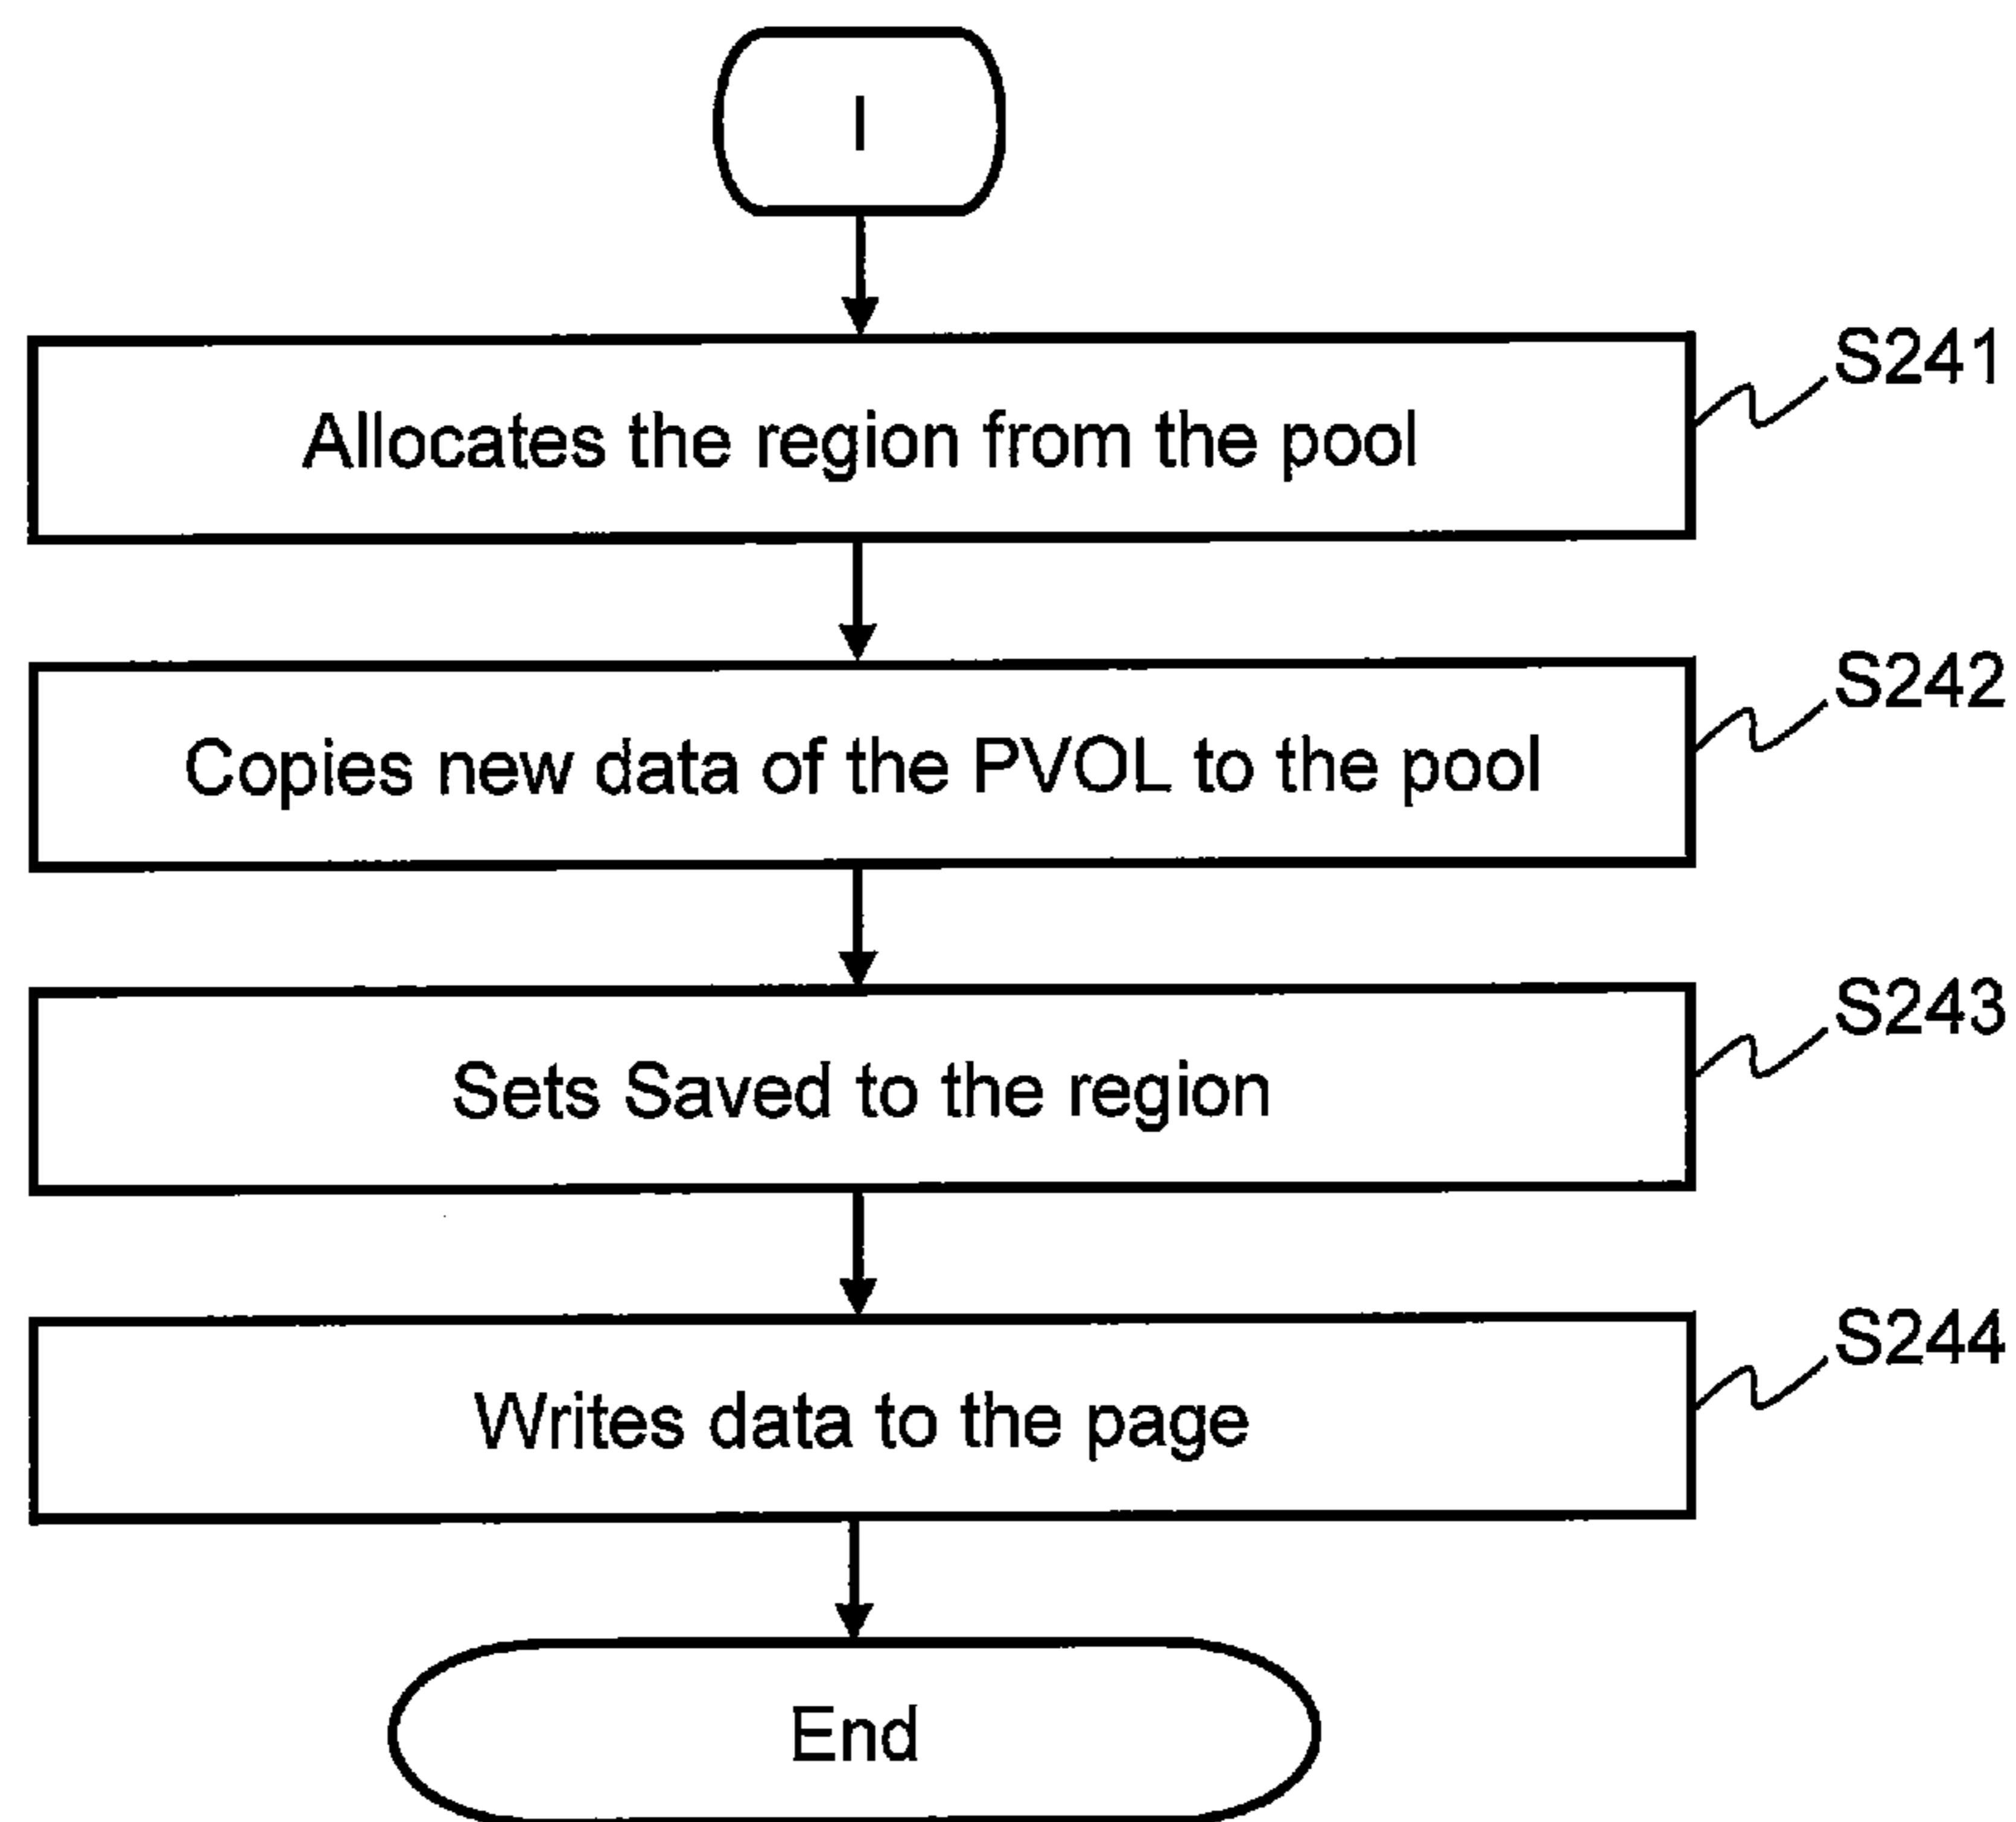 I
Allocates the region from the pool
S241
Copies new data of the PVOL to the pool
S242
Sets Saved to the region
S243
Writes data to the page
S244
End